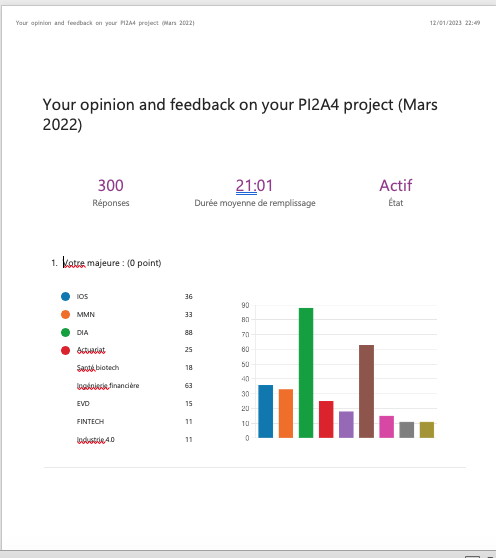 Your opinion and feedback on your PI2A4 project (Mars 2022)
12/01/2023 22:49
Your opinion and feedback on your PI2A4 project (Mars
2022)
300
21:01
Actif
Réponses
Durée moyenne de remplissage
État
1. Votre majeure : (0 point)
IOS 36
MMN 33
DIA 88
Actuariat 25
Santé biotech 18
Ingénierie financière 63
EVD 15
FINTECH 11
Industrie 4.0 11
90
80
70
60
50
40
30
20
10
0